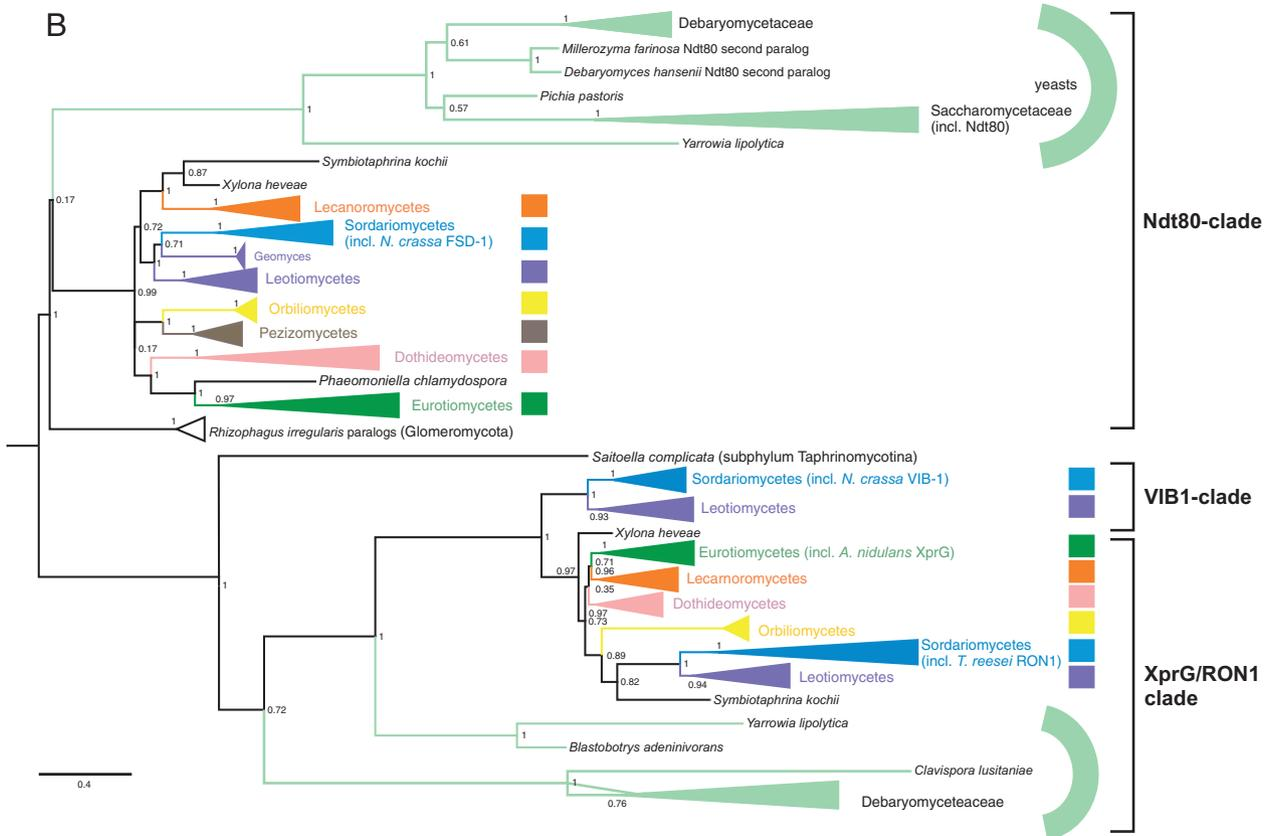 B
1
Debaryomycetaceae
0.61
Millerozyma farinosa Ndt80 second paralog
1
Debaryomyces hansenii Ndt80 second paralog
1
yeasts
Pichia pastoris
0.57
1
Saccharomycetaceae
(incl. Ndt80)
1
Yarrowia lipolytica
Symbiotaphrina kochii
0.87
Xylona heveae
1
0.17
1
Lecanoromycetes
Ndt80-clade
0.72
1
Sordariomycetes
(incl. N. crassa FSD-1)
0.71
1
Geomyces
1
1
Leotiomycetes
0.99
1
Orbiliomycetes
1
1
Pezizomycetes
1
0.17
1
Dothideomycetes
1
Phaeomoniella chlamydospora
1
0.97
Eurotiomycetes
1
Rhizophagus irregularis paralogs (Glomeromycota)
Saitoella complicata (subphylum Taphrinomycotina)
1
Sordariomycetes (incl. N. crassa VIB-1)
1
VIB1-clade
0.93
Leotiomycetes
1
Xylona heveae
1
Eurotiomycetes (incl. A. nidulans XprG)
0.71
0.97
0.96
Lecarnoromycetes
1
0.35
Dothideomycetes
0.97
0.73
Orbiliomycetes
1
0.89
1
Sordariomycetes
(incl. T. reesei RON1)
1
XprG/RON1
clade
0.82
0.94
Leotiomycetes
Symbiotaphrina kochii
0.72
Yarrowia lipolytica
1
Blastobotrys adeninivorans
Clavispora lusitaniae
1
0.4
0.76
Debaryomyceteaceae